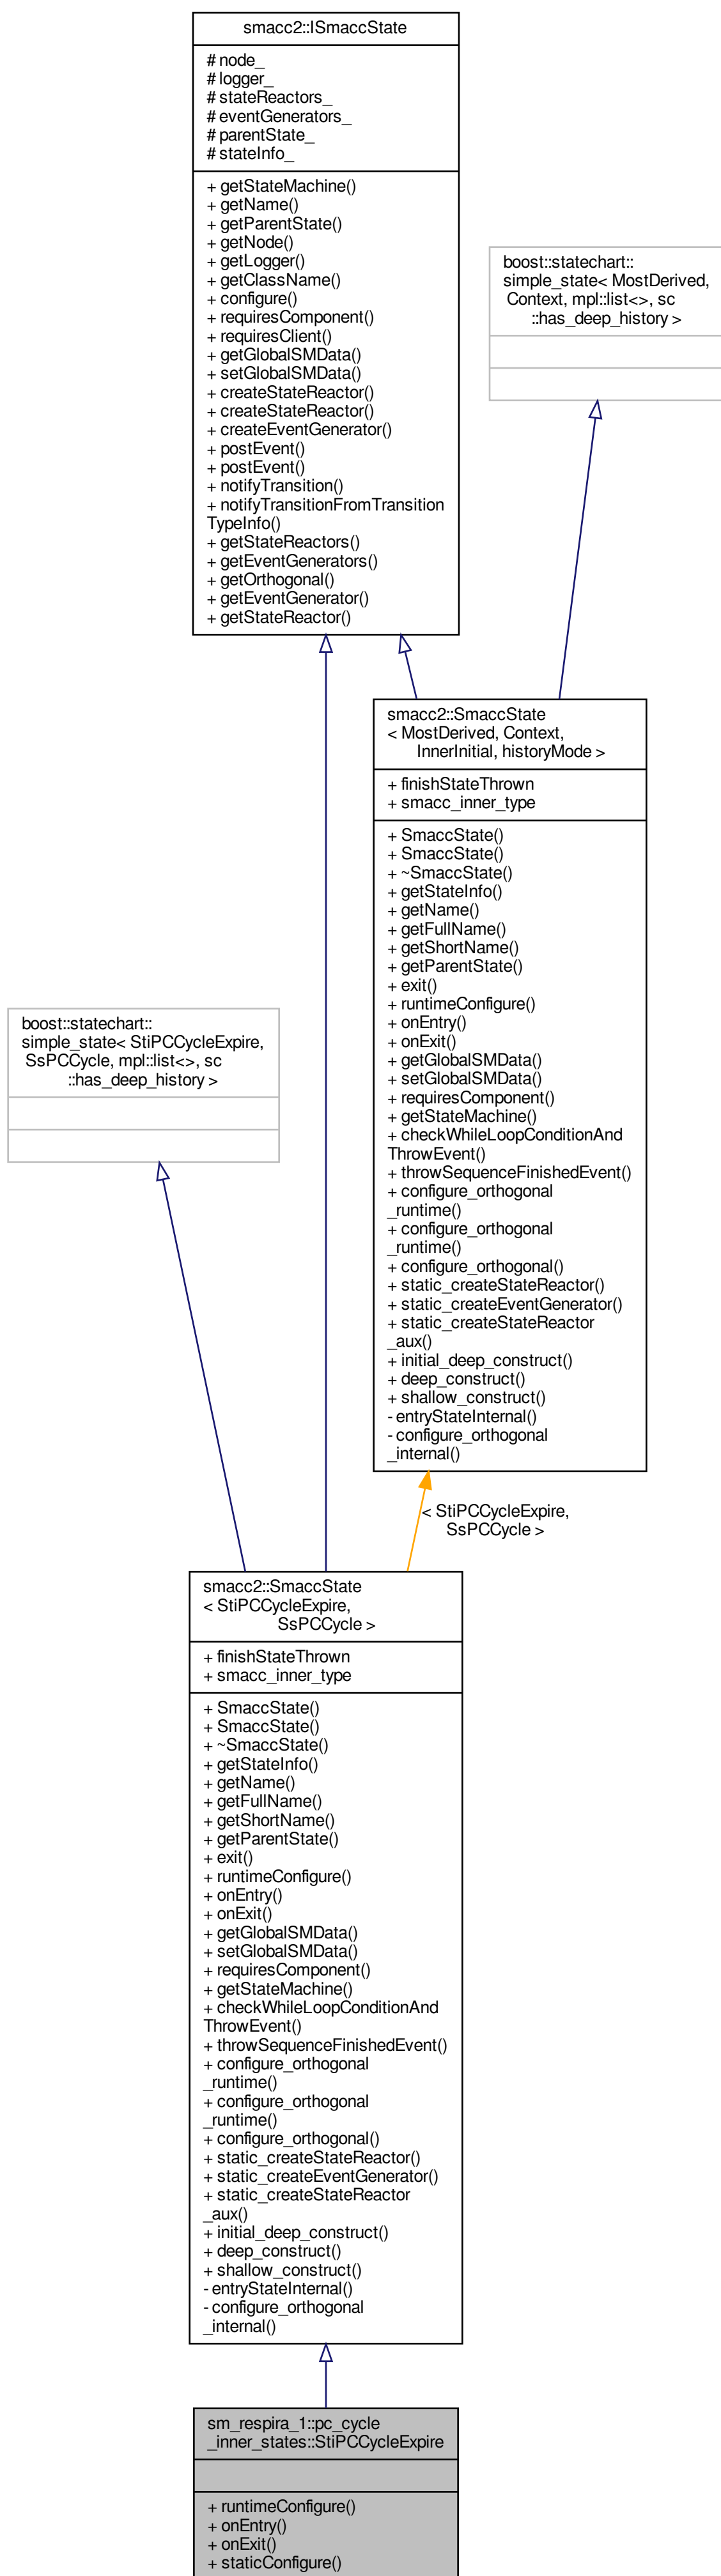 smacc2::ISmaccState
# node_
# logger_
# stateReactors_
# eventGenerators_
# parentState_
# stateInfo_
+ getStateMachine()
+ getName()
+ getParentState()
+ getNode()
+ getLogger()
+ getClassName()
+ configure()
+ requiresComponent()
+ requiresClient()
+ getGlobalSMData()
+ setGlobalSMData()
+ createStateReactor()
+ createStateReactor()
+ createEventGenerator()
+ postEvent()
+ postEvent()
+ notifyTransition()
+ notifyTransitionFromTransition
TypeInfo()
+ getStateReactors()
+ getEventGenerators()
+ getOrthogonal()
+ getEventGenerator()
+ getStateReactor()
boost::statechart::
simple_state< MostDerived,
Context, mpl::list<>, sc
::has_deep_history >
smacc2::SmaccState
< MostDerived, Context,
InnerInitial, historyMode >
+ finishStateThrown
+ smacc_inner_type
+ SmaccState()
+ SmaccState()
+ ~SmaccState()
+ getStateInfo()
+ getName()
+ getFullName()
+ getShortName()
+ getParentState()
+ exit()
+ runtimeConfigure()
+ onEntry()
+ onExit()
+ getGlobalSMData()
+ setGlobalSMData()
+ requiresComponent()
+ getStateMachine()
+ checkWhileLoopConditionAnd
ThrowEvent()
+ throwSequenceFinishedEvent()
+ configure_orthogonal
_runtime()
+ configure_orthogonal
_runtime()
+ configure_orthogonal()
+ static_createStateReactor()
+ static_createEventGenerator()
+ static_createStateReactor
_aux()
+ initial_deep_construct()
+ deep_construct()
+ shallow_construct()
- entryStateInternal()
- configure_orthogonal
_internal()
boost::statechart::
simple_state< StiPCCycleExpire,
SsPCCycle, mpl::list<>, sc
::has_deep_history >
< StiPCCycleExpire,
SsPCCycle >
smacc2::SmaccState
< StiPCCycleExpire,
SsPCCycle >
+ finishStateThrown
+ smacc_inner_type
+ SmaccState()
+ SmaccState()
+ ~SmaccState()
+ getStateInfo()
+ getName()
+ getFullName()
+ getShortName()
+ getParentState()
+ exit()
+ runtimeConfigure()
+ onEntry()
+ onExit()
+ getGlobalSMData()
+ setGlobalSMData()
+ requiresComponent()
+ getStateMachine()
+ checkWhileLoopConditionAnd
ThrowEvent()
+ throwSequenceFinishedEvent()
+ configure_orthogonal
_runtime()
+ configure_orthogonal
_runtime()
+ configure_orthogonal()
+ static_createStateReactor()
+ static_createEventGenerator()
+ static_createStateReactor
_aux()
+ initial_deep_construct()
+ deep_construct()
+ shallow_construct()
- entryStateInternal()
- configure_orthogonal
_internal()
sm_respira_1::pc_cycle
_inner_states::StiPCCycleExpire
+ runtimeConfigure()
+ onEntry()
+ onExit()
+ staticConfigure()